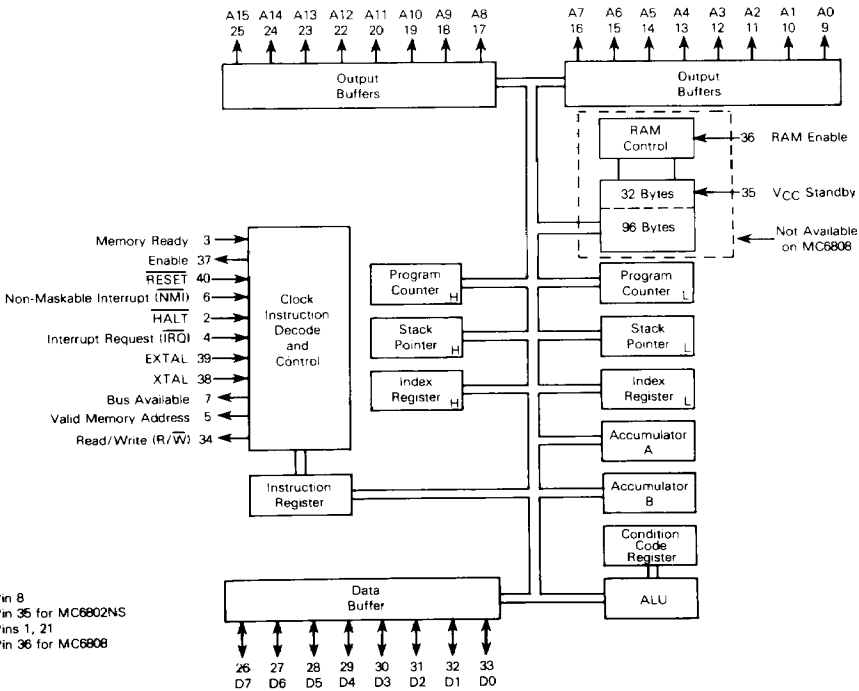 A15 A14 A13 A12 A11 A10 A9 A8 A7 A6 A5 A4 A3 A2 A1 A0
25 24 23 22 20 19 18 17 16 15 14 13 12 11 10 9
Output
Buffers
Output
Buffers
RAM
Control
36 RAM Enable
32 Bytes
35 VCC Standby
96 Bytes
Not Available
on MC6808
Memory Ready 3
Enable 37
RESET 40
Non-Maskable Interrupt (NMI) 6
HALT 2
Interrupt Request (IRQ) 4
EXTAL 39
XTAL 38
Bus Available 7
Valid Memory Address 5
Read/Write (R/W) 34
Clock
Instruction
Decode
and
Control
Program
Counter H
Program
Counter L
Stack
Pointer H
Stack
Pointer L
Index
Register H
Index
Register L
Accumulator
A
Instruction
Register
Accumulator
B
Condition
Code
Register
ALU
Data
Buffer
in 8
in 35 for MC6802NS
ins 1, 21
in 36 for MC6808
26 27 28 29 30 31 32 33
D7 D6 D5 D4 D3 D2 D1 D0